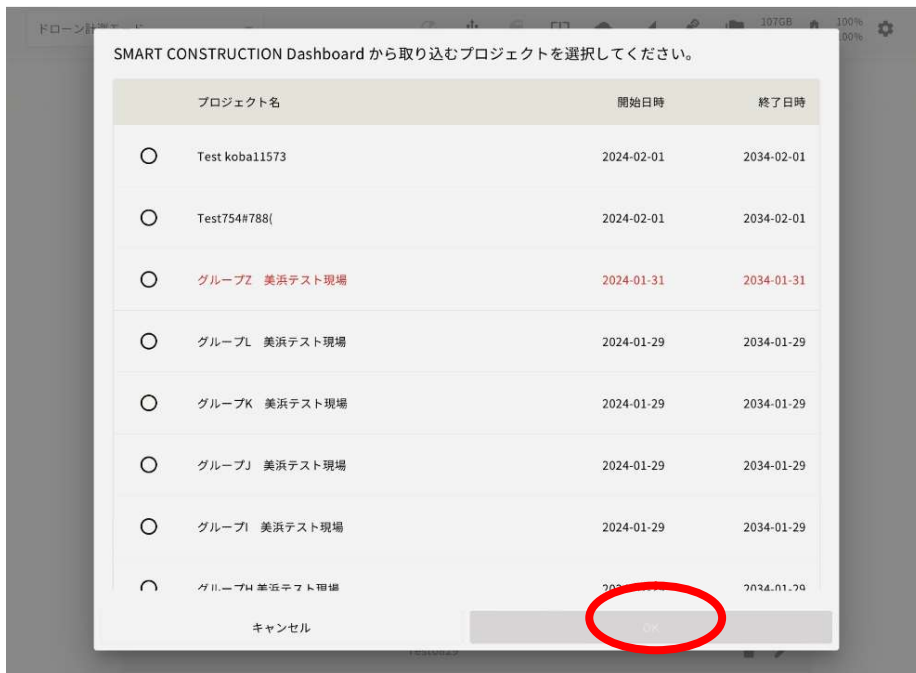 ドローン計測モード
107GB
100%
100%
SMART CONSTRUCTION Dashboard から取り込むプロジェクトを選択してください。
プロジェクト名 開始日時 終了日時
Test koba11573 2024-02-01 2034-02-01
Test754#788( 2024-02-01 2034-02-01
グループZ 美浜テスト現場 2024-01-31 2034-01-31
グループL 美浜テスト現場 2024-01-29 2034-01-29
グループK 美浜テスト現場 2024-01-29 2034-01-29
グループJ 美浜テスト現場 2024-01-29 2034-01-29
グループI 美浜テスト現場 2024-01-29 2034-01-29
グループH 美浜テスト現場 2034-01-29
キャンセル OK